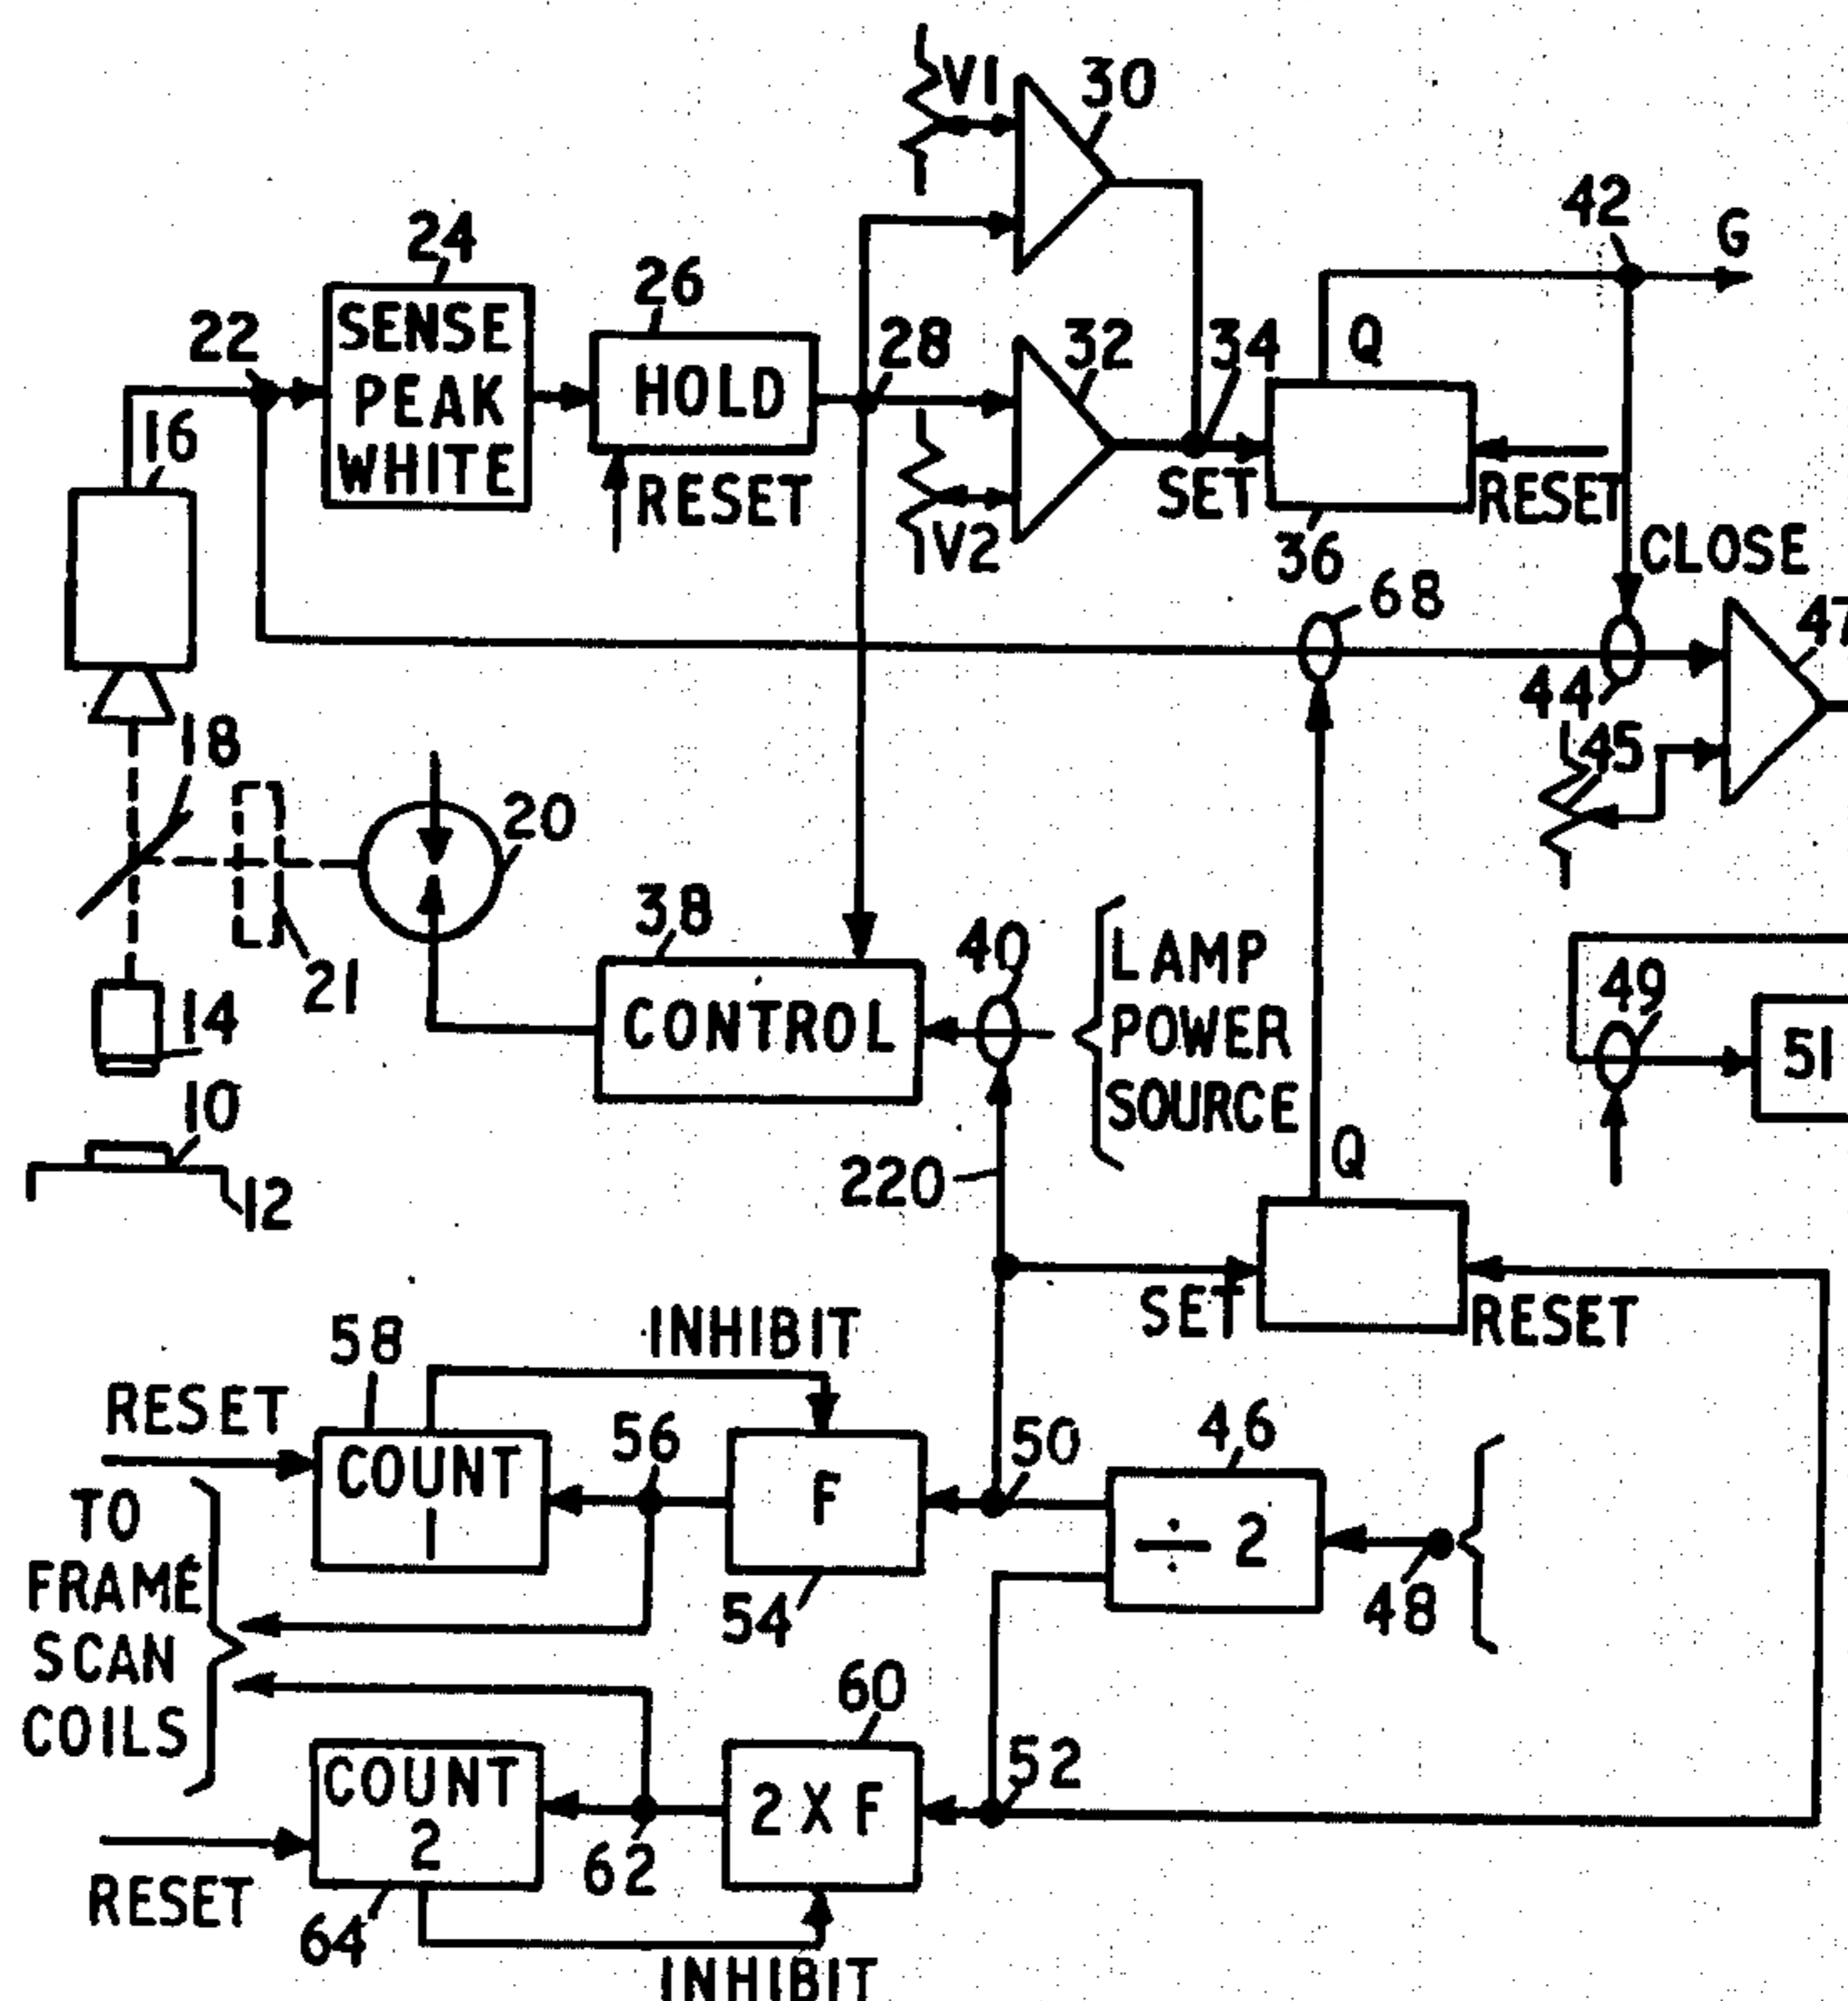 V1
30
42
G
24
26
22
SENSE
PEAK
WHITE
HOLD
28
32
34
Q
16
RESET
V2
SET
36
RESET
CLOSE
68
47
44
45
18
20
21
38
CONTROL
40
LAMP
POWER
SOURCE
49
51
14
10
12
220
Q
SET
RESET
58
INHIBIT
RESET
COUNT
1
56
F
50
46
÷ 2
48
54
TO
FRAME
SCAN
COILS
60
COUNT
2
62
2 X F
52
RESET
64
INHIBIT